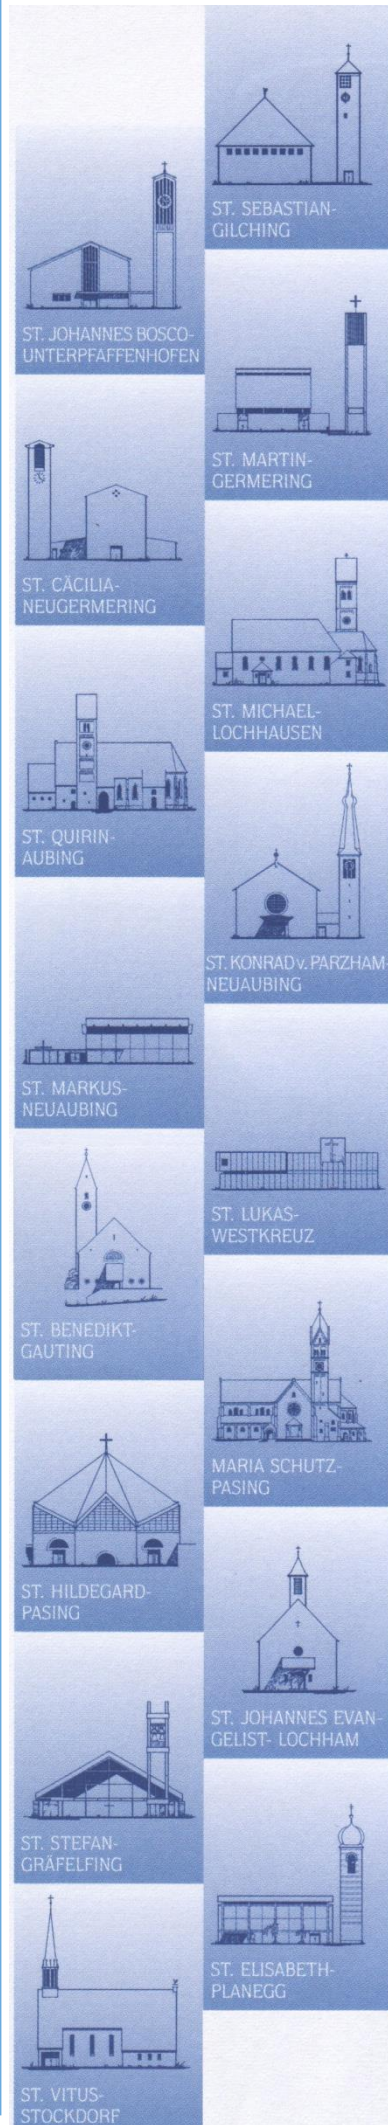 ST. SEBASTIAN-
GILCHING
ST. JOHANNES BOSCO-
UNTERPFAFFENHOFEN
ST. MARTIN-
GERMERING
ST. CÄCILIA-
NEUGERMERING
ST. MICHAEL-
LOCHHAUSEN
ST. QUIRIN-
AUBING
ST. KONRAD v. PARZHAM-
NEUAUBING
ST. MARKUS-
NEUAUBING
ST. LUKAS-
WESTKREUZ
ST. BENEDIKT-
GAUTING
MARIA SCHUTZ-
PASING
ST. HILDEGARD-
PASING
ST. JOHANNES EVAN-
GELIST- LOCHHAM
ST. STEFAN-
GRÄFELFING
ST. ELISABETH-
PLANEGG
ST. VITUS-
STOCKDORF